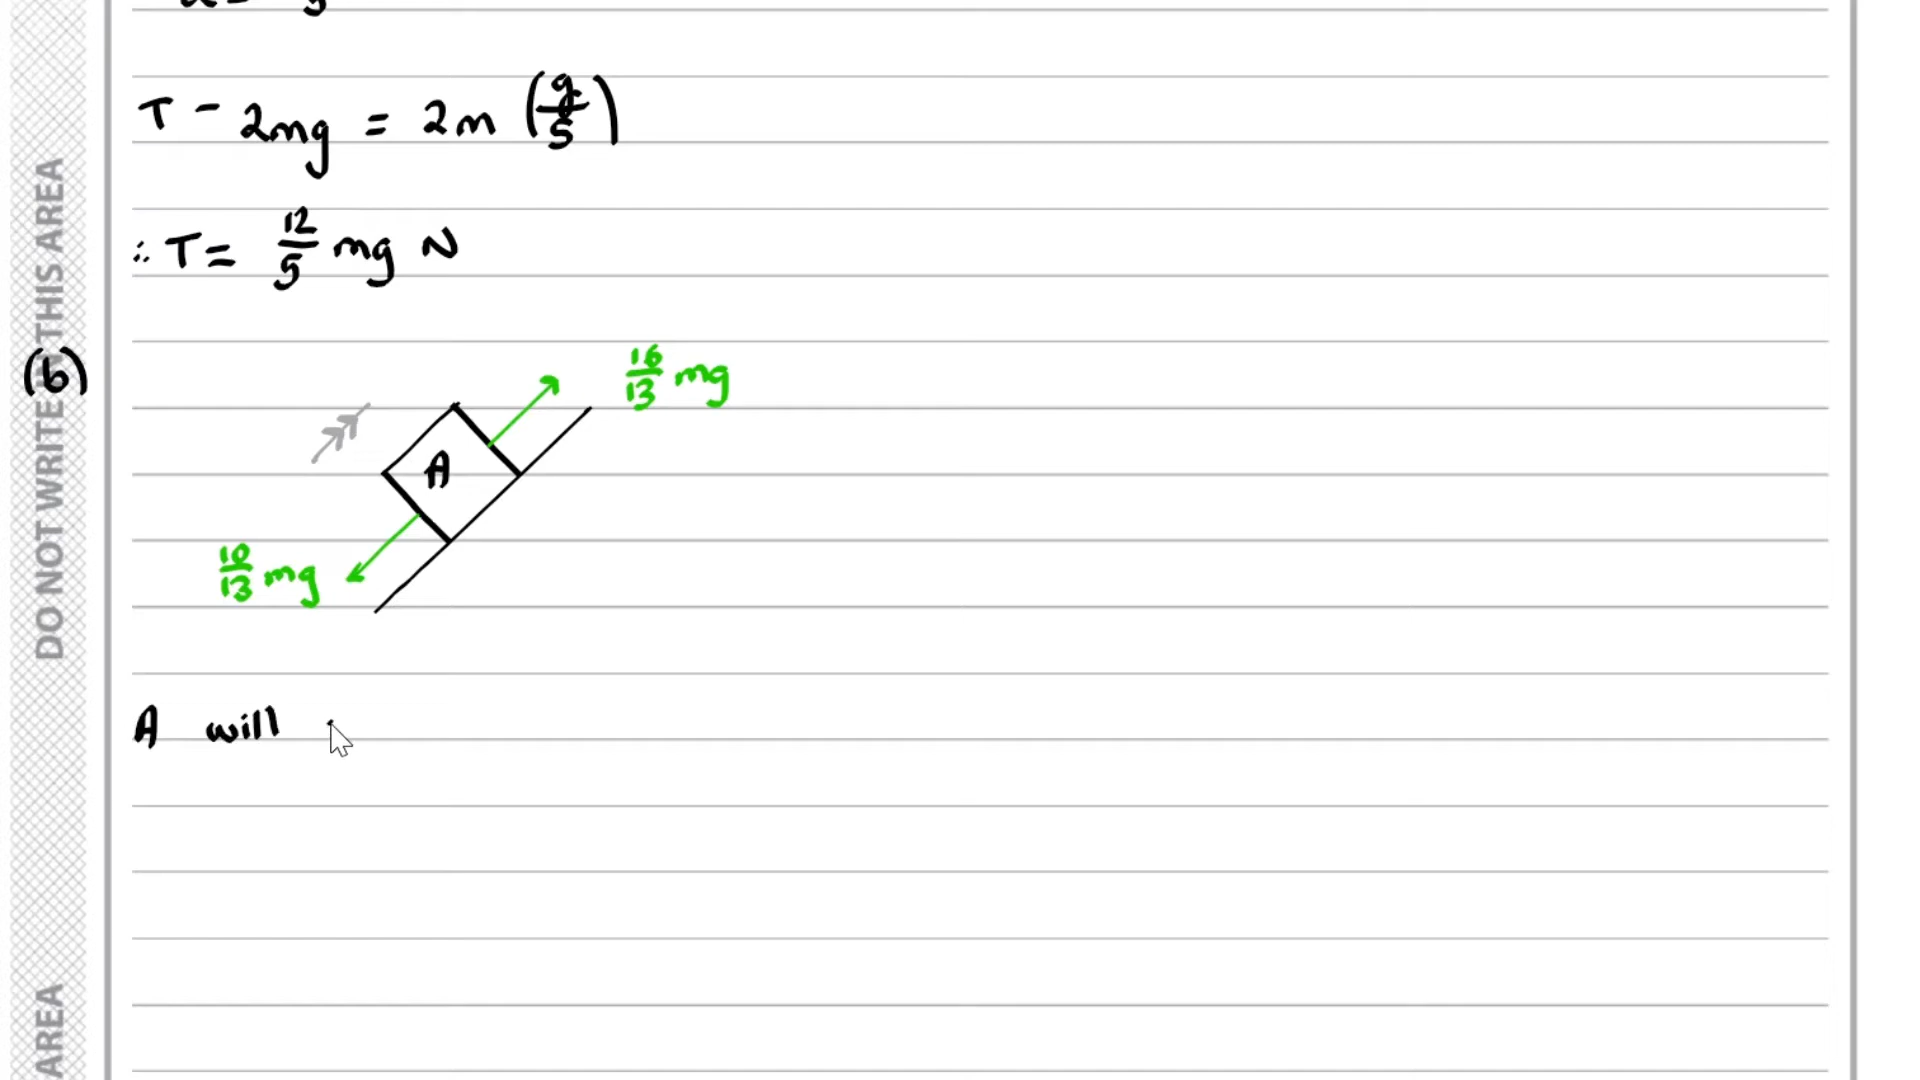 T - 2mg = 2m (g/5)
∴ T = 12/5 mg N
(b)
16/13 mg
A
10/13 mg
A will
DO NOT WRITE THIS AREA
AREA